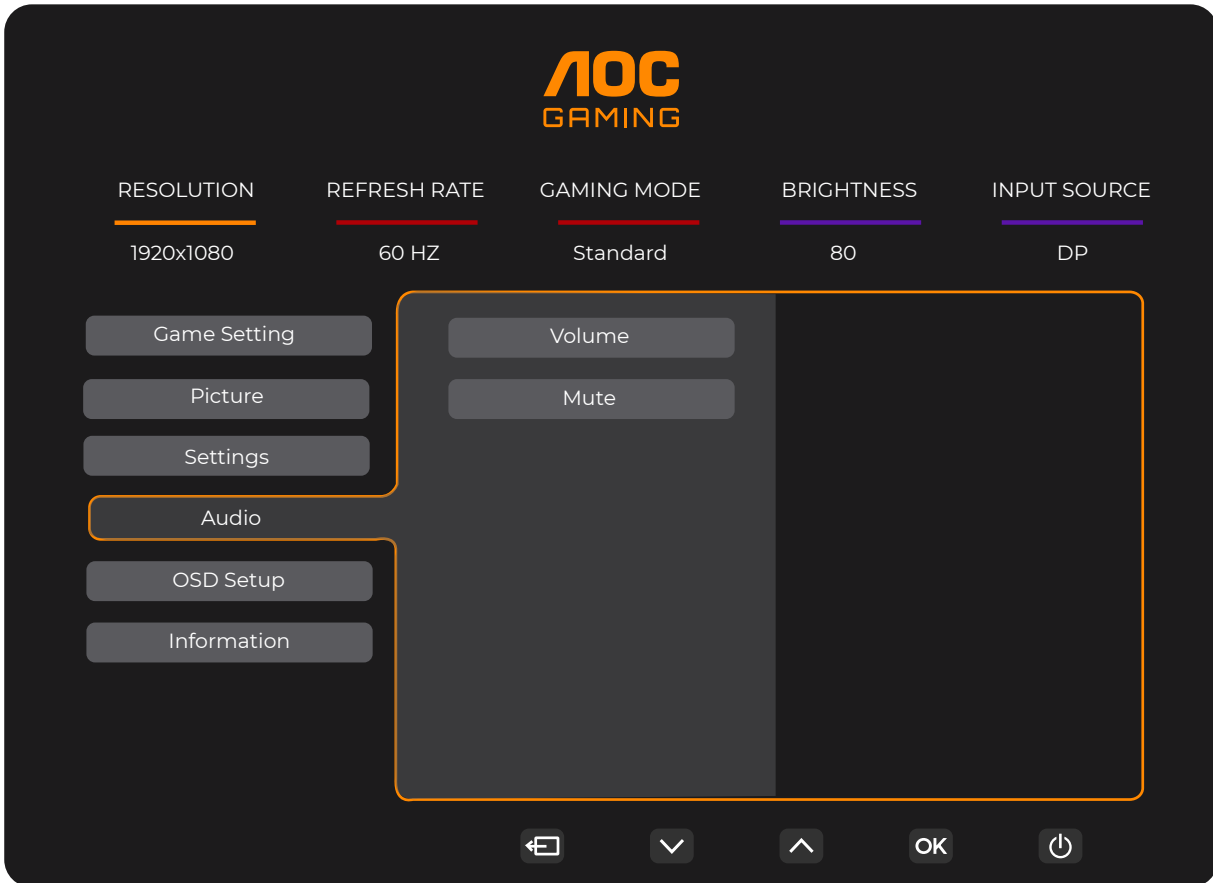 AOC
GAMING
RESOLUTION REFRESH RATE GAMING MODE BRIGHTNESS INPUT SOURCE
1920x1080 60 HZ Standard 80 DP
Game Setting Volume
Picture Mute
Settings
Audio
OSD Setup
Information
OK